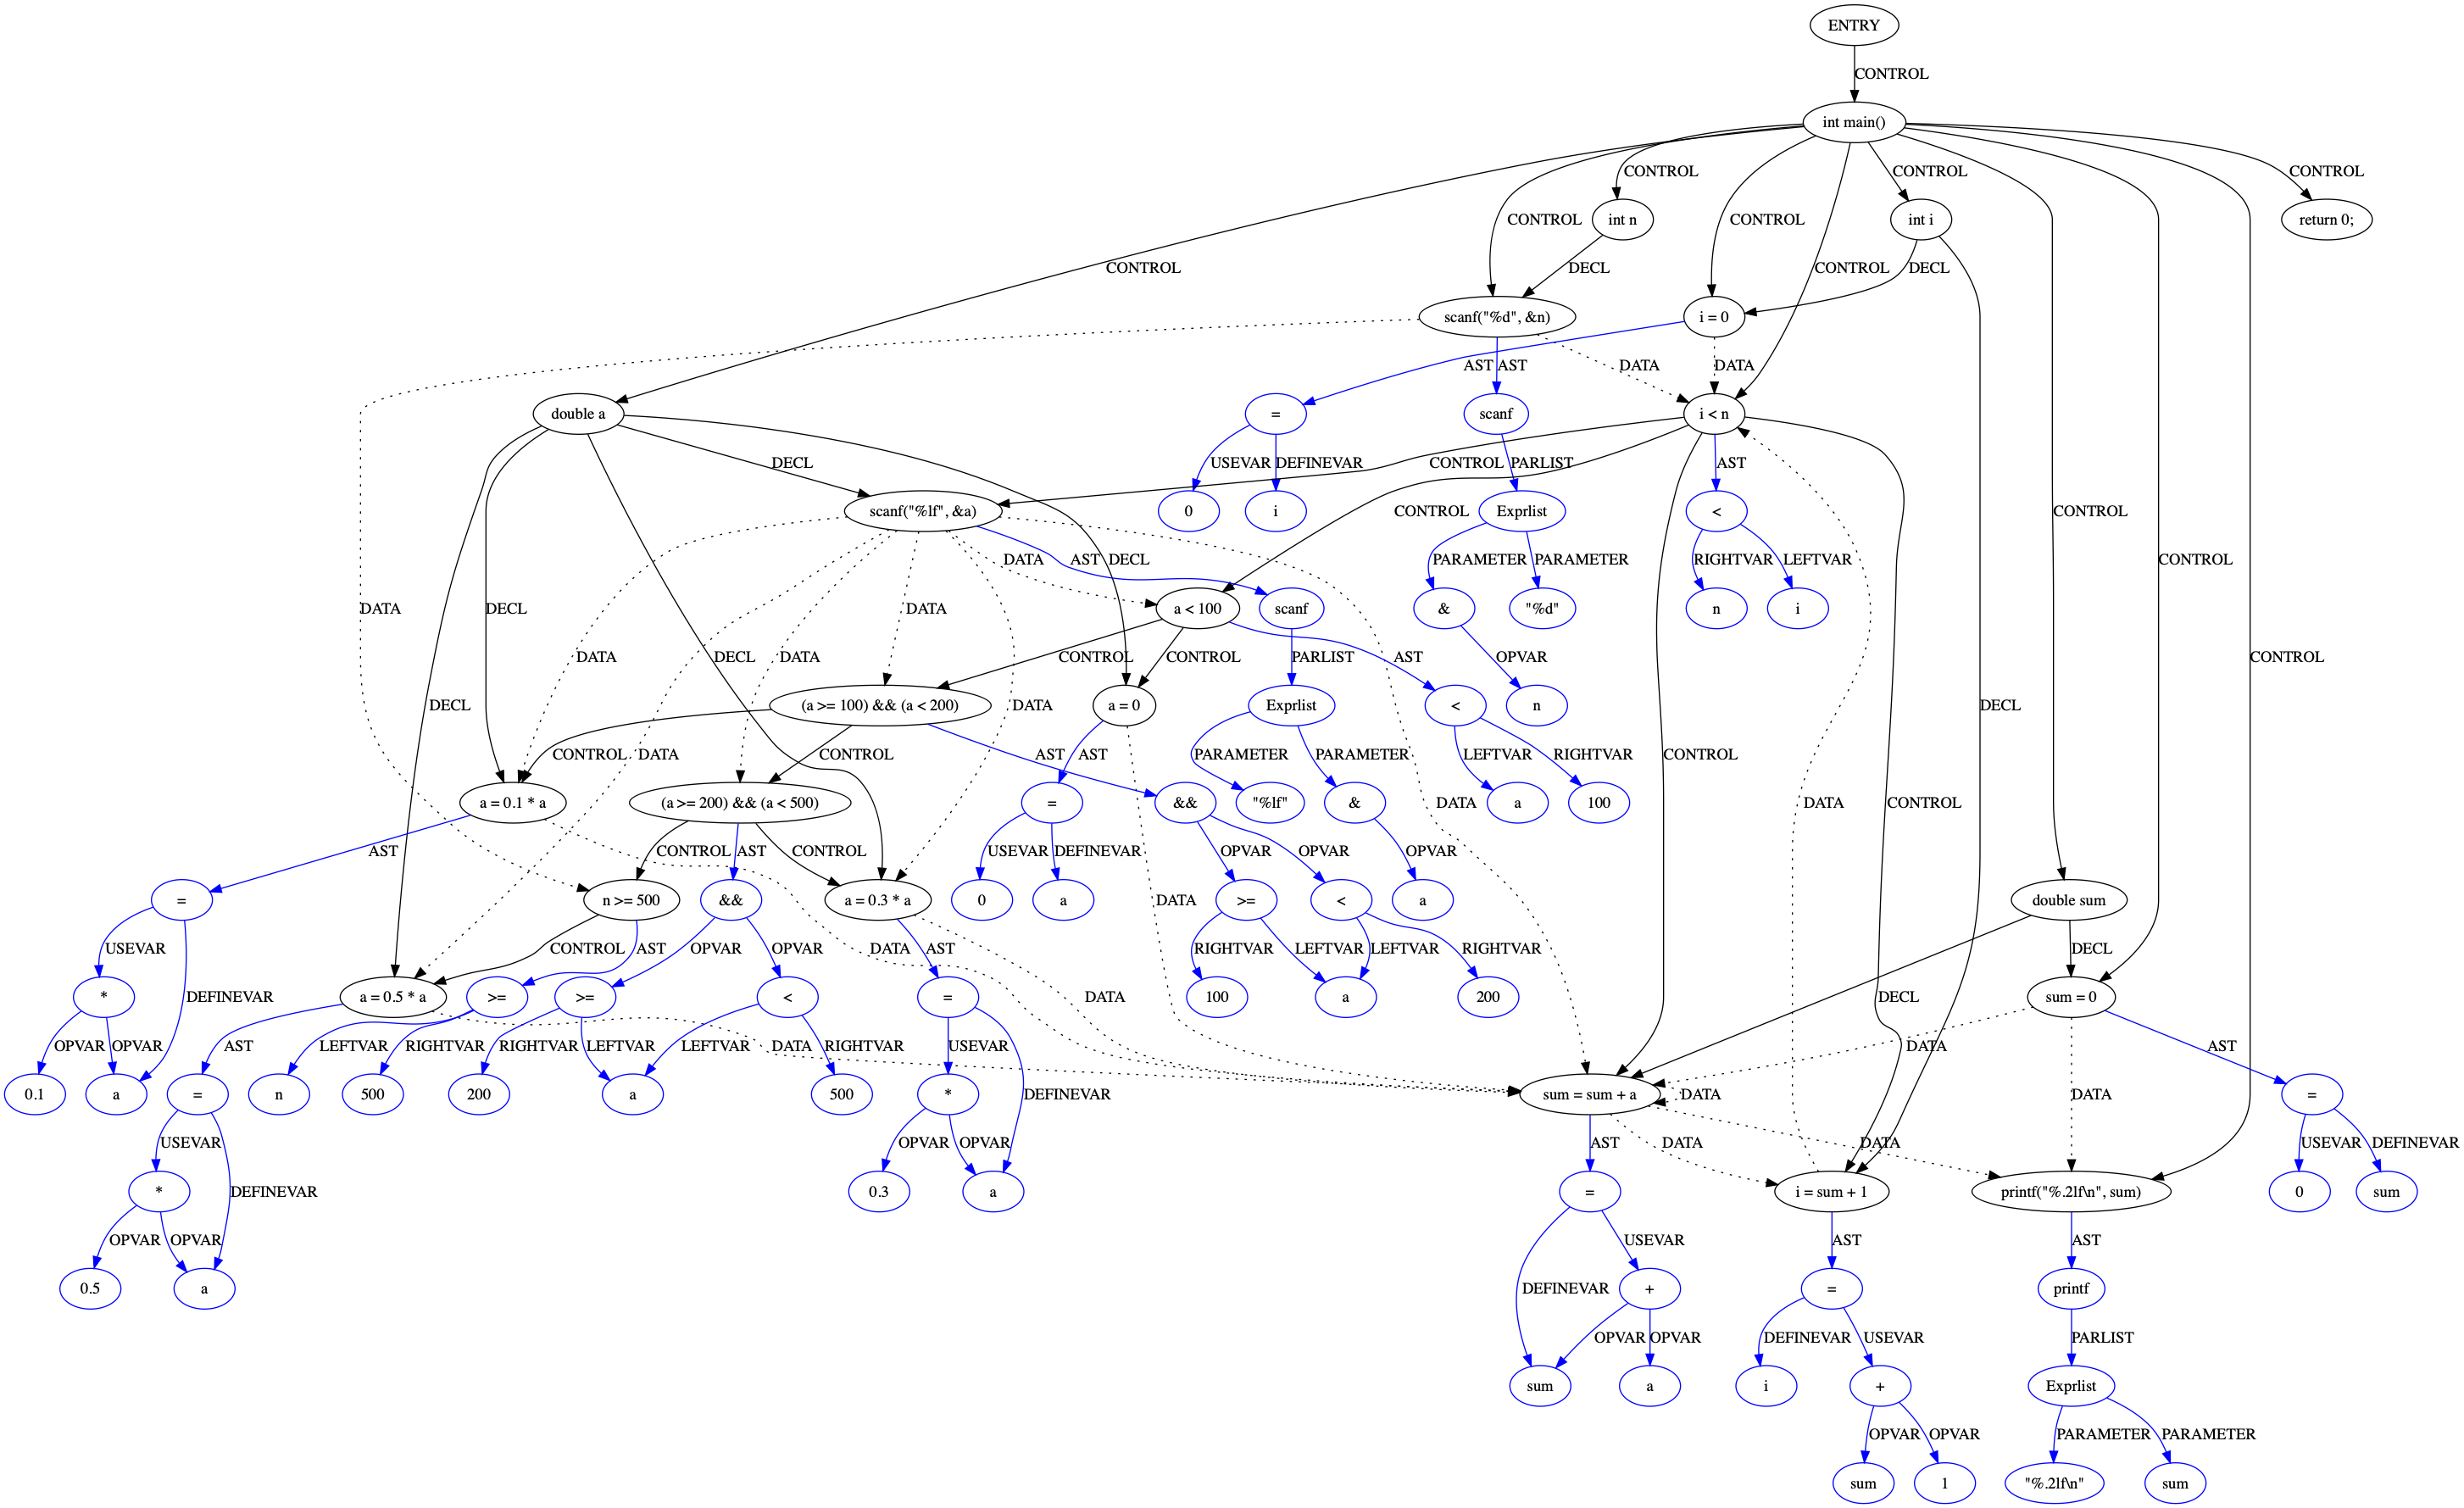 ENTRY
CONTROL
int main()
CONTROL
CONTROL
CONTROL
CONTROL
int n
CONTROL
int i
return 0;
CONTROL
DECL
CONTROL
DECL
scanf("%d", &n)
i = 0
AST
AST
DATA
DATA
double a
=
scanf
i < n
DECL
USEVAR
DEFINEVAR
CONTROL
PARLIST
AST
scanf("%lf", &a)
0
i
Exprlist
<
CONTROL
CONTROL
CONTROL
DATA
AST
DECL
PARAMETER
PARAMETER
RIGHTVAR
LEFTVAR
DATA
DECL
DATA
a < 100
scanf
&
"%d"
n
i
DATA
DATA
DECL
CONTROL
CONTROL
PARLIST
AST
OPVAR
CONTROL
DECL
DATA
(a >= 100) && (a < 200)
a = 0
Exprlist
<
n
DECL
CONTROL
DATA
CONTROL
AST
AST
PARAMETER
PARAMETER
LEFTVAR
RIGHTVAR
CONTROL
a = 0.1 * a
(a >= 200) && (a < 500)
=
&&
"%lf"
&
a
100
DATA
DATA
CONTROL
AST
CONTROL
AST
CONTROL
USEVAR
DEFINEVAR
OPVAR
OPVAR
OPVAR
=
n >= 500
&&
a = 0.3 * a
0
a
>=
<
a
DATA
double sum
USEVAR
CONTROL
AST
OPVAR
OPVAR
DATA
AST
RIGHTVAR
LEFTVAR
LEFTVAR
RIGHTVAR
DECL
*
DEFINEVAR
a = 0.5 * a
>=
>=
<
=
DATA
100
a
200
DECL
sum = 0
OPVAR
OPVAR
AST
LEFTVAR
RIGHTVAR
RIGHTVAR
LEFTVAR
LEFTVAR
DATA
RIGHTVAR
USEVAR
DATA
AST
0.1
a
=
n
500
200
a
500
*
DEFINEVAR
sum = sum + a
DATA
DATA
=
USEVAR
OPVAR
OPVAR
AST
DATA
DATA
USEVAR
DEFINEVAR
*
DEFINEVAR
0.3
a
=
i = sum + 1
printf("%.2lf\n", sum)
0
sum
OPVAR
OPVAR
USEVAR
AST
AST
0.5
a
DEFINEVAR
+
=
printf
OPVAR
OPVAR
DEFINEVAR
USEVAR
PARLIST
sum
a
i
+
Exprlist
OPVAR
OPVAR
PARAMETER
PARAMETER
sum
1
"%.2lf\n"
sum